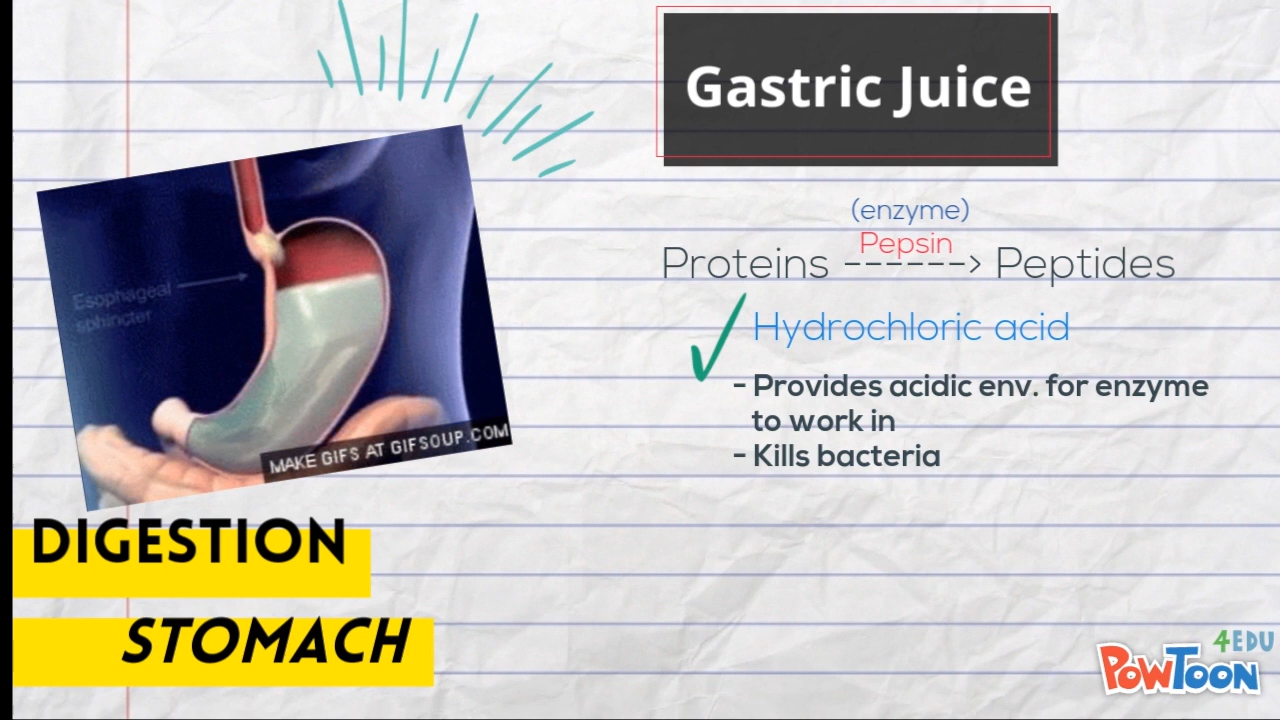 Gastric Juice
(enzyme)
Pepsin
Proteins ------> Peptides
Hydrochloric acid
- Provides acidic env. for enzyme
to work in
- Kills bacteria
Esophageal
sphincter
MAKE GIFS AT GIFSOUP.COM
DIGESTION
STOMACH
4EDU
POWTOON